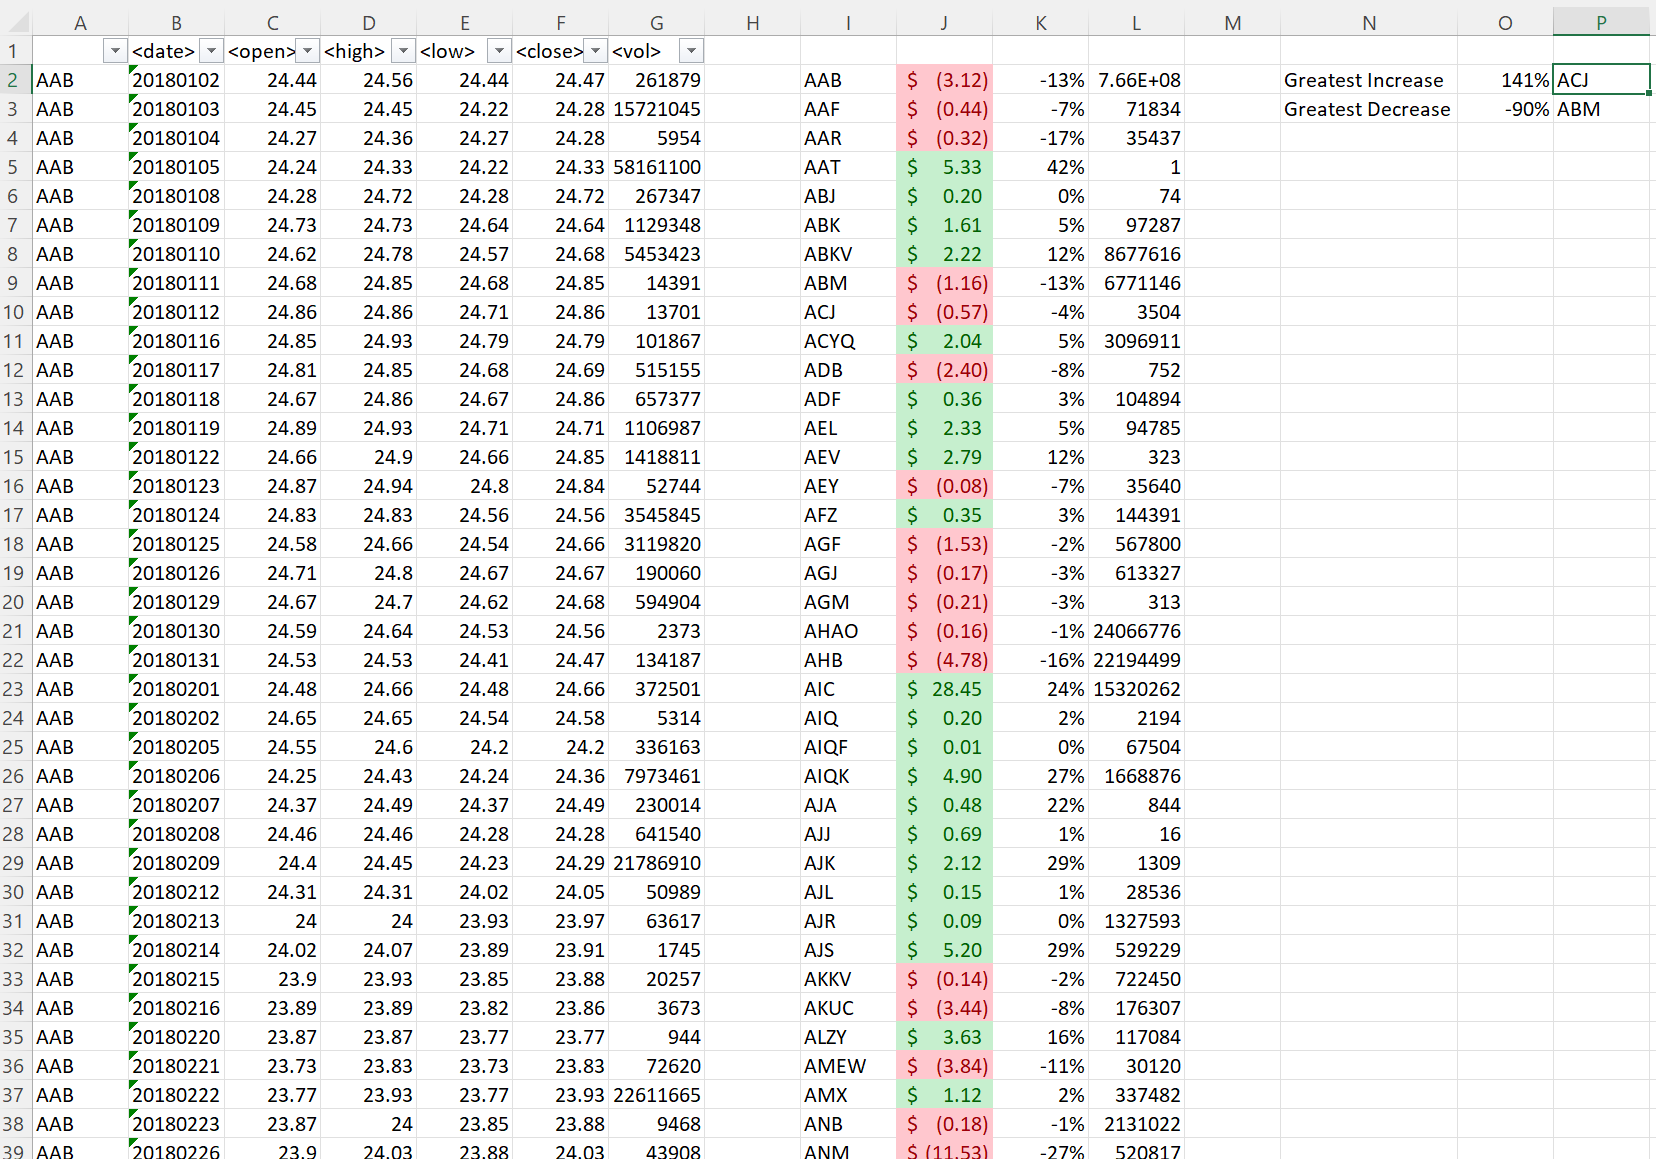 A B C D E F G H I J K L M N O P
1 <date> <open> <high> <low> <close> <vol>
2 AAB 20180102 24.44 24.56 24.44 24.47 261879 AAB $ (3.12) -13% 7.66E+08 Greatest Increase 141% ACJ
3 AAB 20180103 24.45 24.45 24.22 24.28 15721045 AAF $ (0.44) -7% 71834 Greatest Decrease -90% ABM
4 AAB 20180104 24.27 24.36 24.27 24.28 5954 AAR $ (0.32) -17% 35437
5 AAB 20180105 24.24 24.33 24.22 24.33 58161100 AAT $ 5.33 42% 1
6 AAB 20180108 24.28 24.72 24.28 24.72 267347 ABJ $ 0.20 0% 74
7 AAB 20180109 24.73 24.73 24.64 24.64 1129348 ABK $ 1.61 5% 97287
8 AAB 20180110 24.62 24.78 24.57 24.68 5453423 ABKV $ 2.22 12% 8677616
9 AAB 20180111 24.68 24.85 24.68 24.85 14391 ABM $ (1.16) -13% 6771146
10 AAB 20180112 24.86 24.86 24.71 24.86 13701 ACJ $ (0.57) -4% 3504
11 AAB 20180116 24.85 24.93 24.79 24.79 101867 ACYQ $ 2.04 5% 3096911
12 AAB 20180117 24.81 24.85 24.68 24.69 515155 ADB $ (2.40) -8% 752
13 AAB 20180118 24.67 24.86 24.67 24.86 657377 ADF $ 0.36 3% 104894
14 AAB 20180119 24.89 24.93 24.71 24.71 1106987 AEL $ 2.33 5% 94785
15 AAB 20180122 24.66 24.9 24.66 24.85 1418811 AEV $ 2.79 12% 323
16 AAB 20180123 24.87 24.94 24.8 24.84 52744 AEY $ (0.08) -7% 35640
17 AAB 20180124 24.83 24.83 24.56 24.56 3545845 AFZ $ 0.35 3% 144391
18 AAB 20180125 24.58 24.66 24.54 24.66 3119820 AGF $ (1.53) -2% 567800
19 AAB 20180126 24.71 24.8 24.67 24.67 190060 AGJ $ (0.17) -3% 613327
20 AAB 20180129 24.67 24.7 24.62 24.68 594904 AGM $ (0.21) -3% 313
21 AAB 20180130 24.59 24.64 24.53 24.56 2373 AHAO $ (0.16) -1% 24066776
22 AAB 20180131 24.53 24.53 24.41 24.47 134187 AHB $ (4.78) -16% 22194499
23 AAB 20180201 24.48 24.66 24.48 24.66 372501 AIC $ 28.45 24% 15320262
24 AAB 20180202 24.65 24.65 24.54 24.58 5314 AIQ $ 0.20 2% 2194
25 AAB 20180205 24.55 24.6 24.2 24.2 336163 AIQF $ 0.01 0% 67504
26 AAB 20180206 24.25 24.43 24.24 24.36 7973461 AIQK $ 4.90 27% 1668876
27 AAB 20180207 24.37 24.49 24.37 24.49 230014 AJA $ 0.48 22% 844
28 AAB 20180208 24.46 24.46 24.28 24.28 641540 AJJ $ 0.69 1% 16
29 AAB 20180209 24.4 24.45 24.23 24.29 21786910 AJK $ 2.12 29% 1309
30 AAB 20180212 24.31 24.31 24.02 24.05 50989 AJL $ 0.15 1% 28536
31 AAB 20180213 24 24 23.93 23.97 63617 AJR $ 0.09 0% 1327593
32 AAB 20180214 24.02 24.07 23.89 23.91 1745 AJS $ 5.20 29% 529229
33 AAB 20180215 23.9 23.93 23.85 23.88 20257 AKKV $ (0.14) -2% 722450
34 AAB 20180216 23.89 23.89 23.82 23.86 3673 AKUC $ (3.44) -8% 176307
35 AAB 20180220 23.87 23.87 23.77 23.77 944 ALZY $ 3.63 16% 117084
36 AAB 20180221 23.73 23.83 23.73 23.83 72620 AMEW $ (3.84) -11% 30120
37 AAB 20180222 23.77 23.93 23.77 23.93 22611665 AMX $ 1.12 2% 337482
38 AAB 20180223 23.87 24 23.85 23.88 9468 ANB $ (0.18) -1% 2131022
39 AAB 20180226 23.9 24.03 23.88 24.03 43908 ANM $ (11.53) -27% 520817